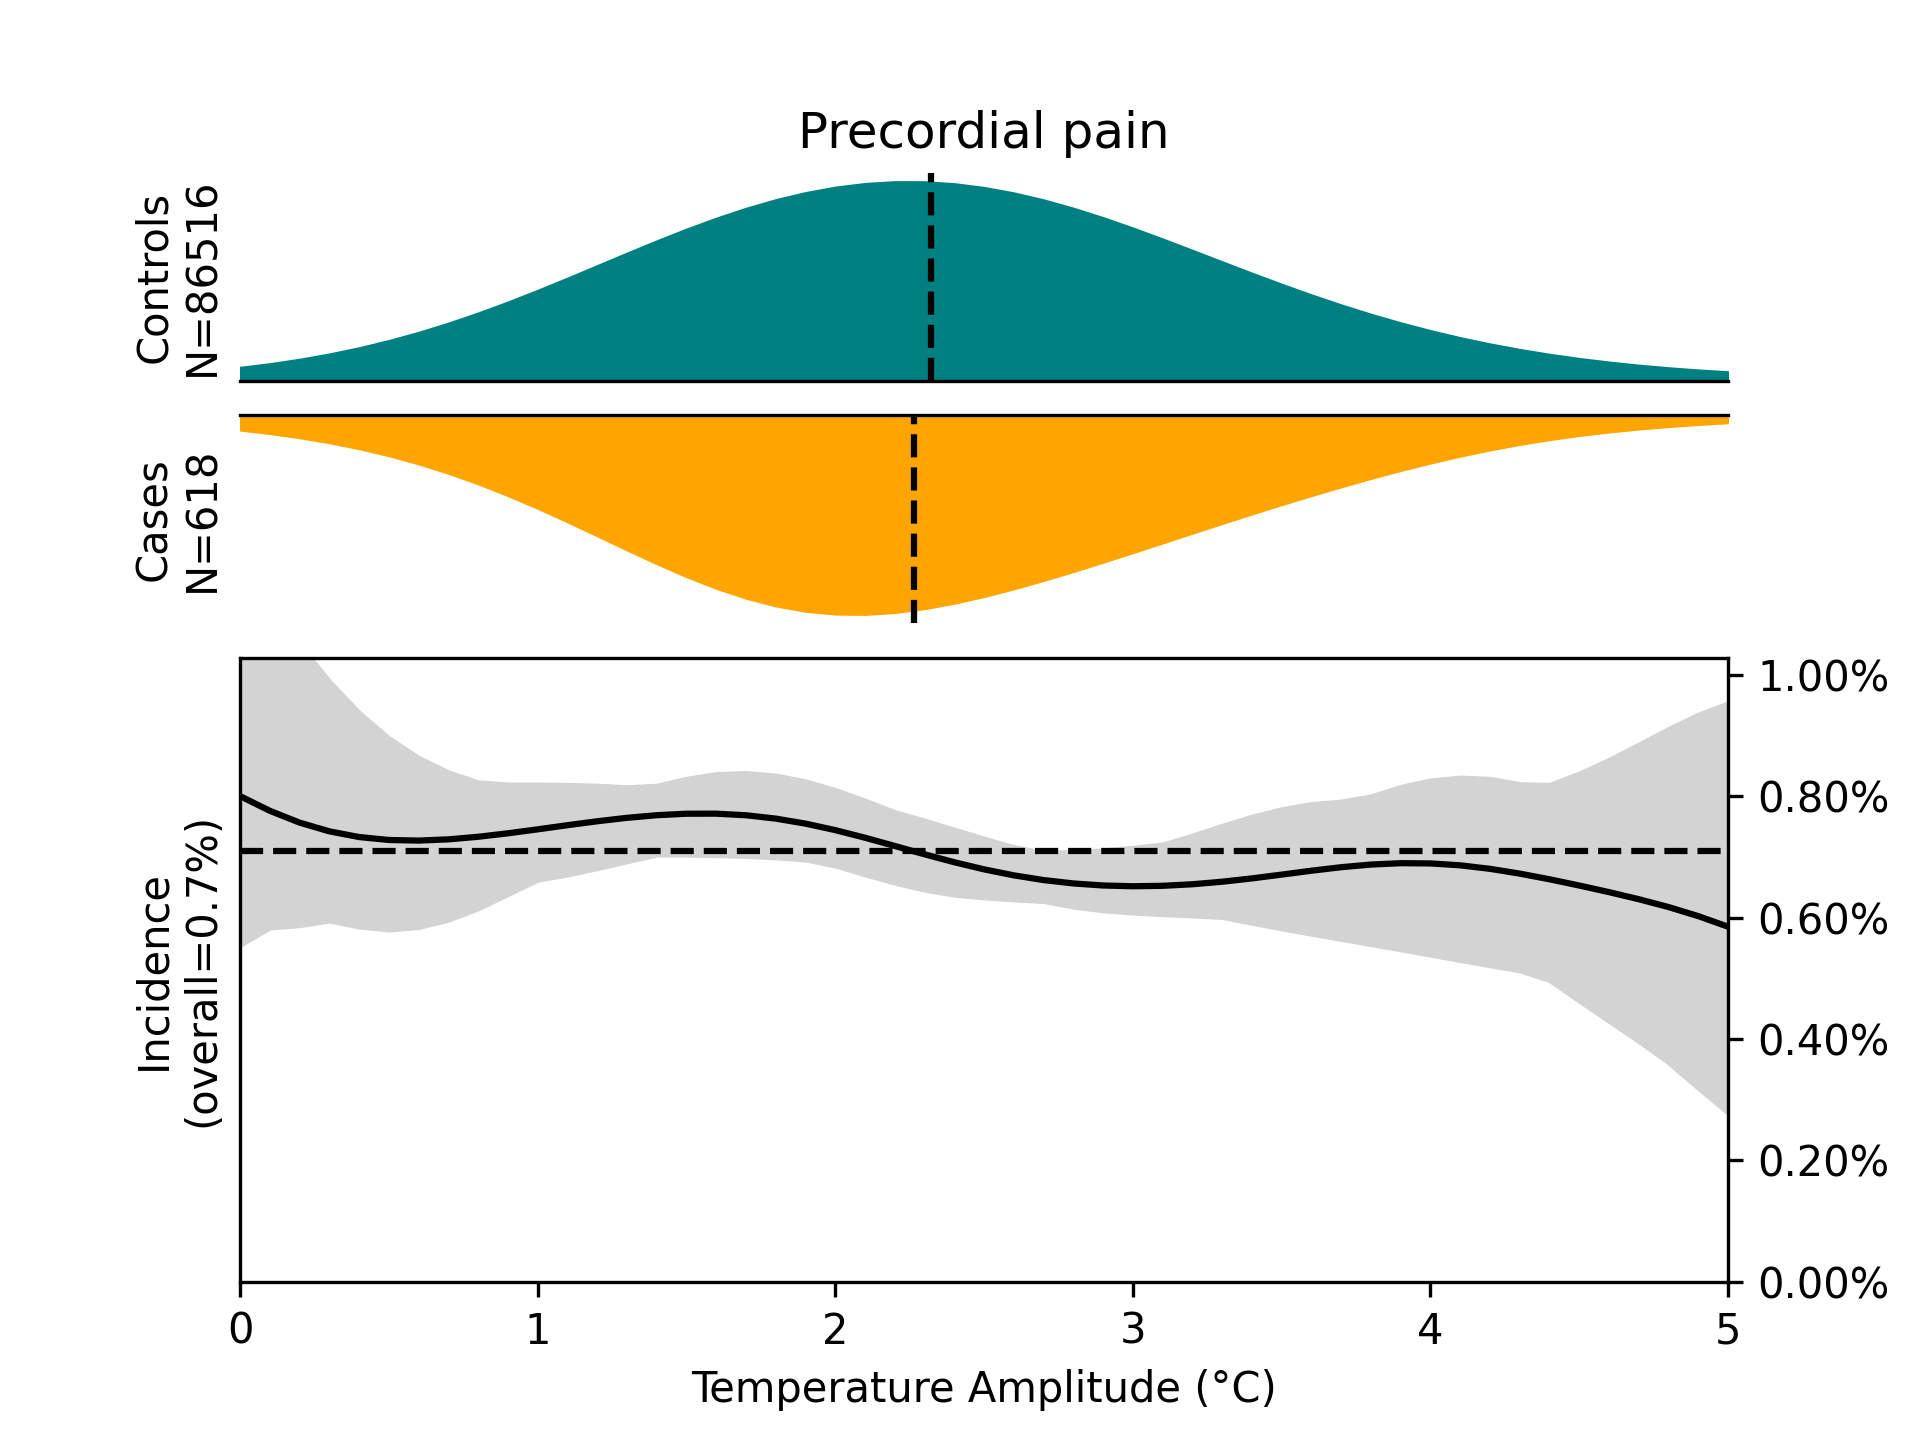 Precordial pain
Controls
N=86516
Cases
N=618
Incidence
(overall=0.7%)
1.00%
0.80%
0.60%
0.40%
0.20%
0.00%
0 1 2 3 4 5
Temperature Amplitude (°C)